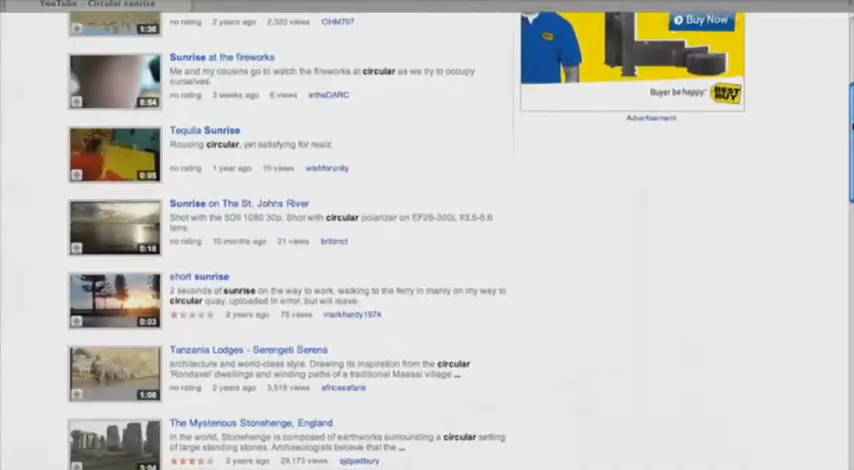 YouTube - Circular sunrise
1:36
no rating 2 years ago 2,320 views OHM707
Buy Now
Sunrise at the fireworks
Me and my cousins go to watch the fireworks at circular as we try to occupy
ourselves.
no rating 3 weeks ago 6 views intheDARC
8:54
Buyer be happy.™
BEST
BUY
Advertisement
Tequila Sunrise
Rousing circular, yet satisfying for realz.
no rating 1 year ago 19 views wishforunity
0:05
Sunrise on The St. Johns River
Shot with the 5DII 1080 30p. Shot with circular polarizer on EF28-300L f/3.5-5.6
lens.
no rating 10 months ago 21 views
0:18
short sunrise
2 seconds of sunrise on the way to work, walking to the ferry in manly on my way to
circular quay. uploaded in error, but will leave.
2 years ago 75 views markhardy1974
0:03
Tanzania Lodges - Serengeti Serena
architecture and world-class style. Drawing its inspiration from the circular
'Rondavel' dwellings and winding paths of a traditional Maasai village ...
no rating 2 years ago 3,518 views africasafaris
1:06
The Mysterious Stonehenge, England
in the world, Stonehenge is composed of earthworks surrounding a circular setting
of large standing stones. Archaeologists believe that the ...
2 years ago 29,173 views ajdpadbury
3:04